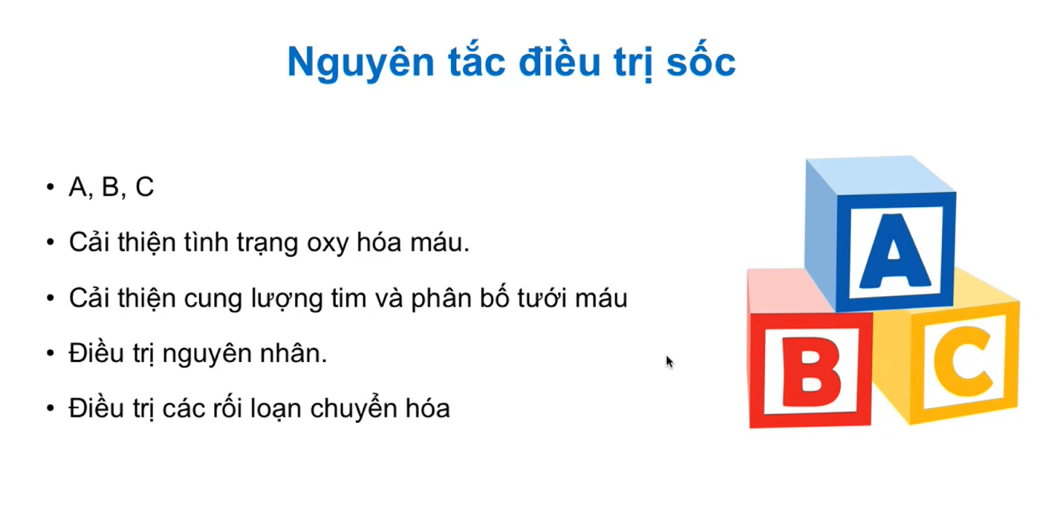 Nguyên tắc điều trị sốc
• A, B, C
• Cải thiện tình trạng oxy hóa máu.
• Cải thiện cung lượng tim và phân bố tưới máu
• Điều trị nguyên nhân.
• Điều trị các rối loạn chuyển hóa
A
B
C